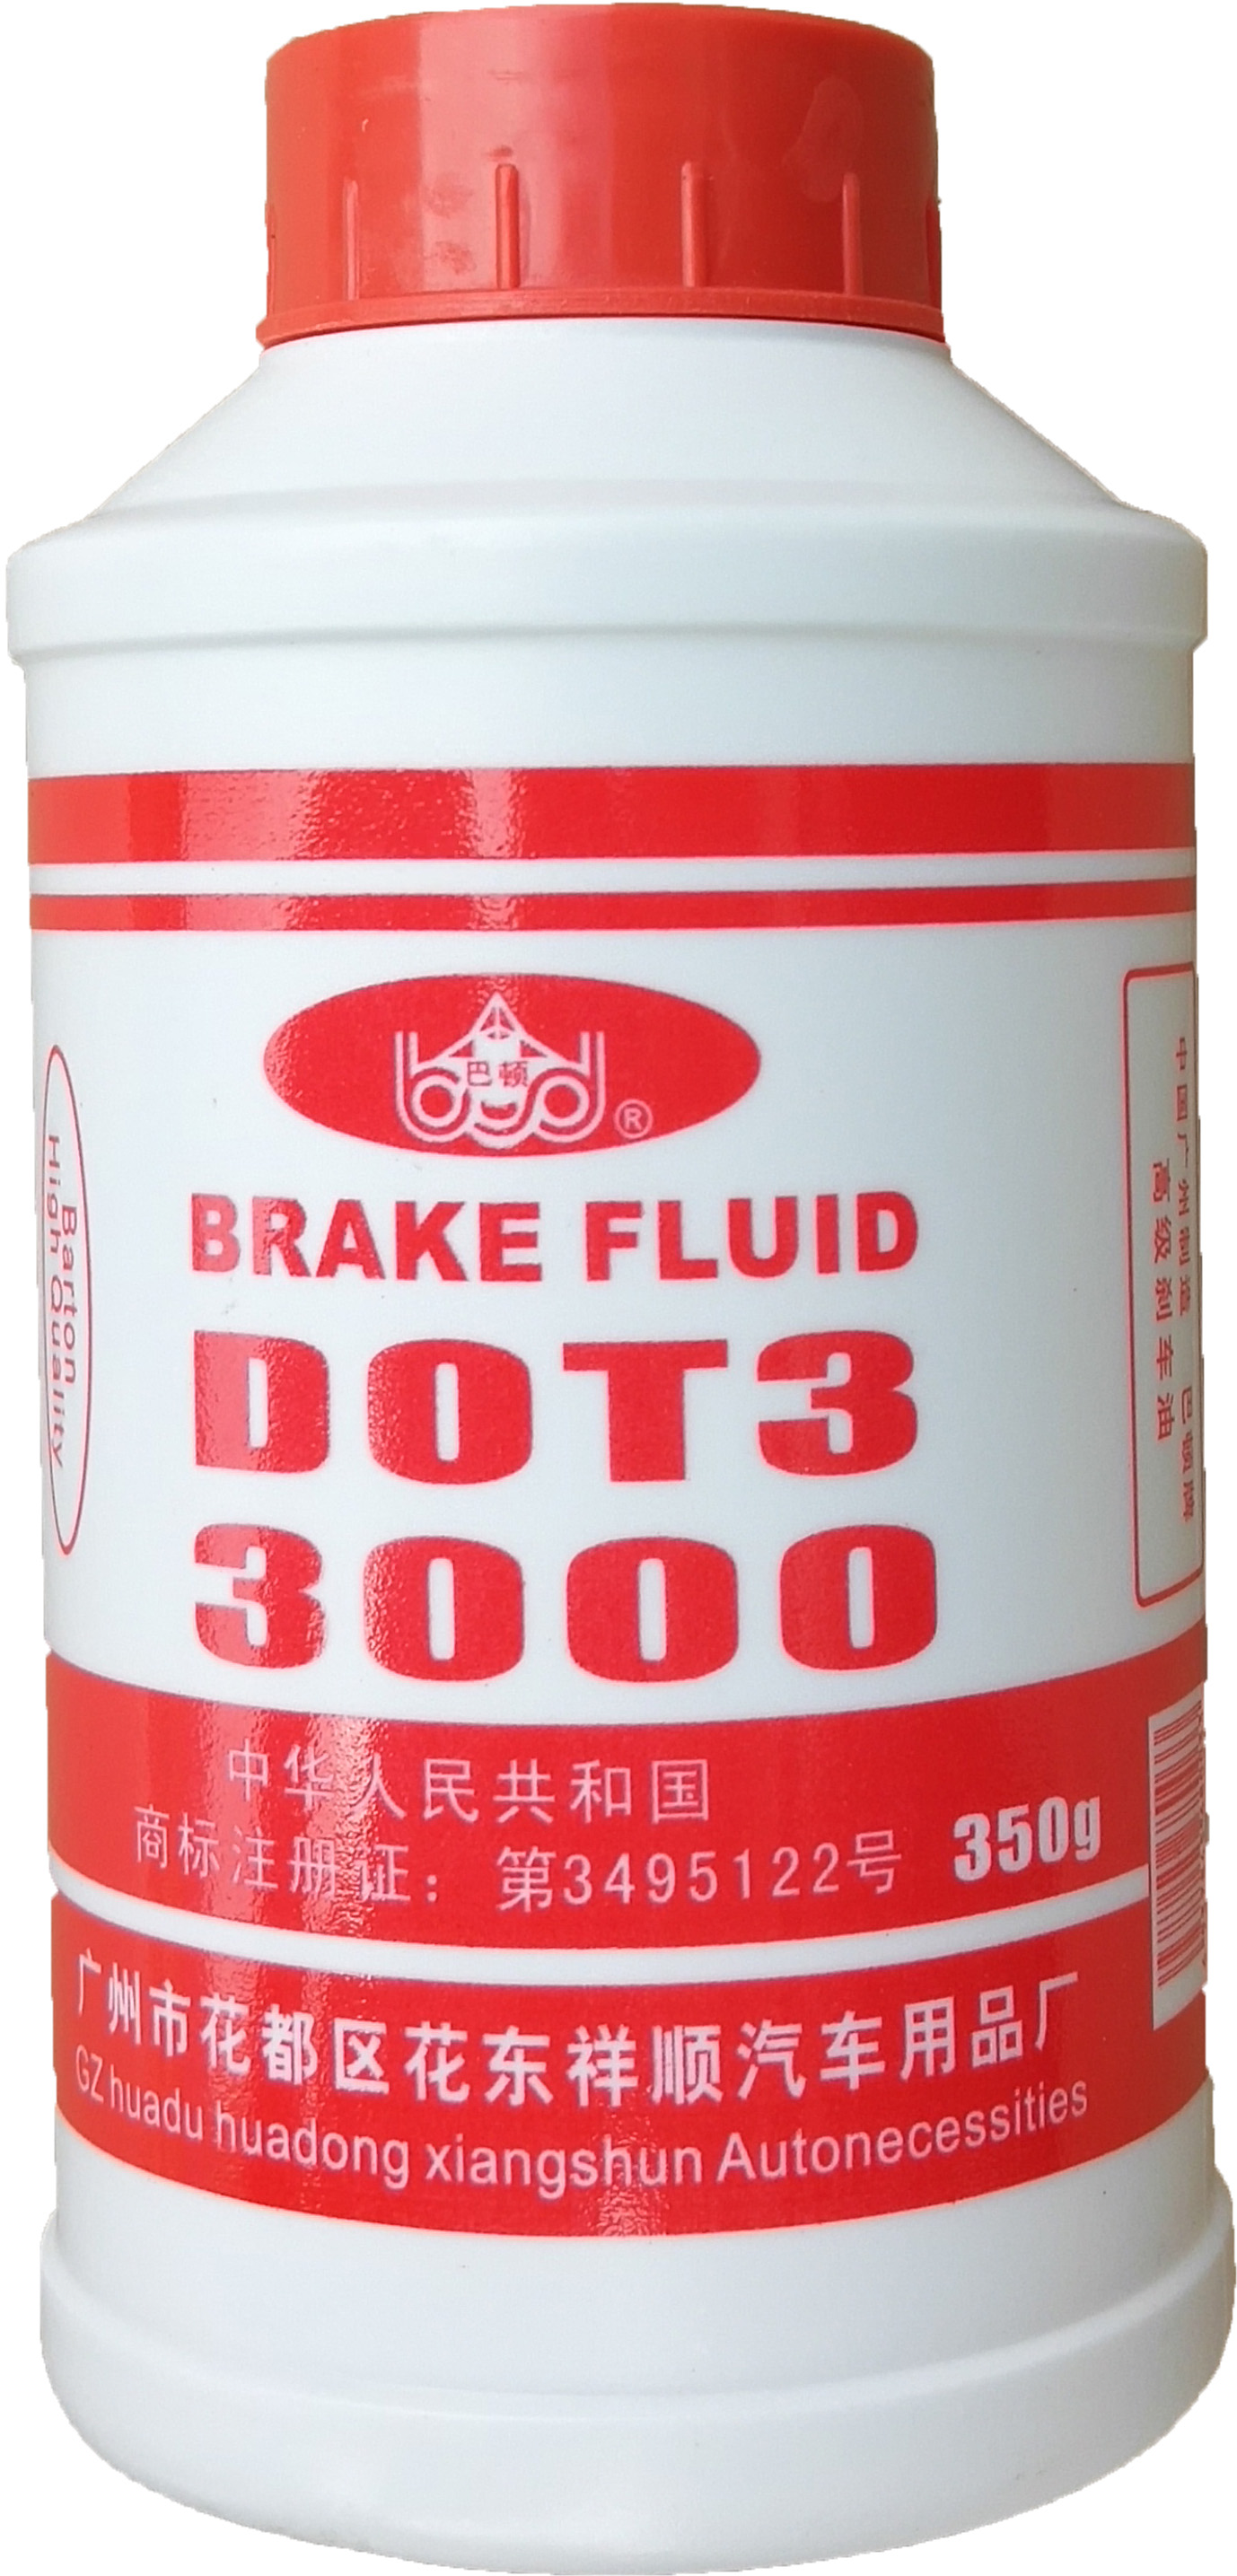 巴顿
®
BRAKE FLUID
DOT3
3000
中华人民共和国
商标注册证：第3495122号
350g
广州市花都区花东祥顺汽车用品厂
GZ huadu huadong xiangshun Autonecessities
Barton
High Quality
中国广州制造 巴顿牌
高级刹车油